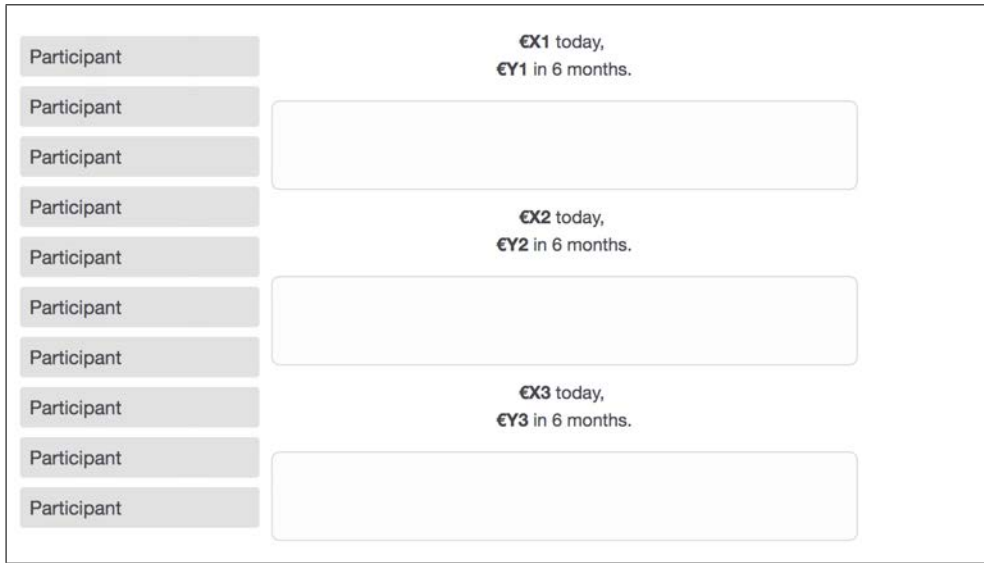 Participant
Participant
Participant
Participant
Participant
Participant
Participant
Participant
Participant
Participant
€X1 today,
€Y1 in 6 months.
€X2 today,
€Y2 in 6 months.
€X3 today,
€Y3 in 6 months.